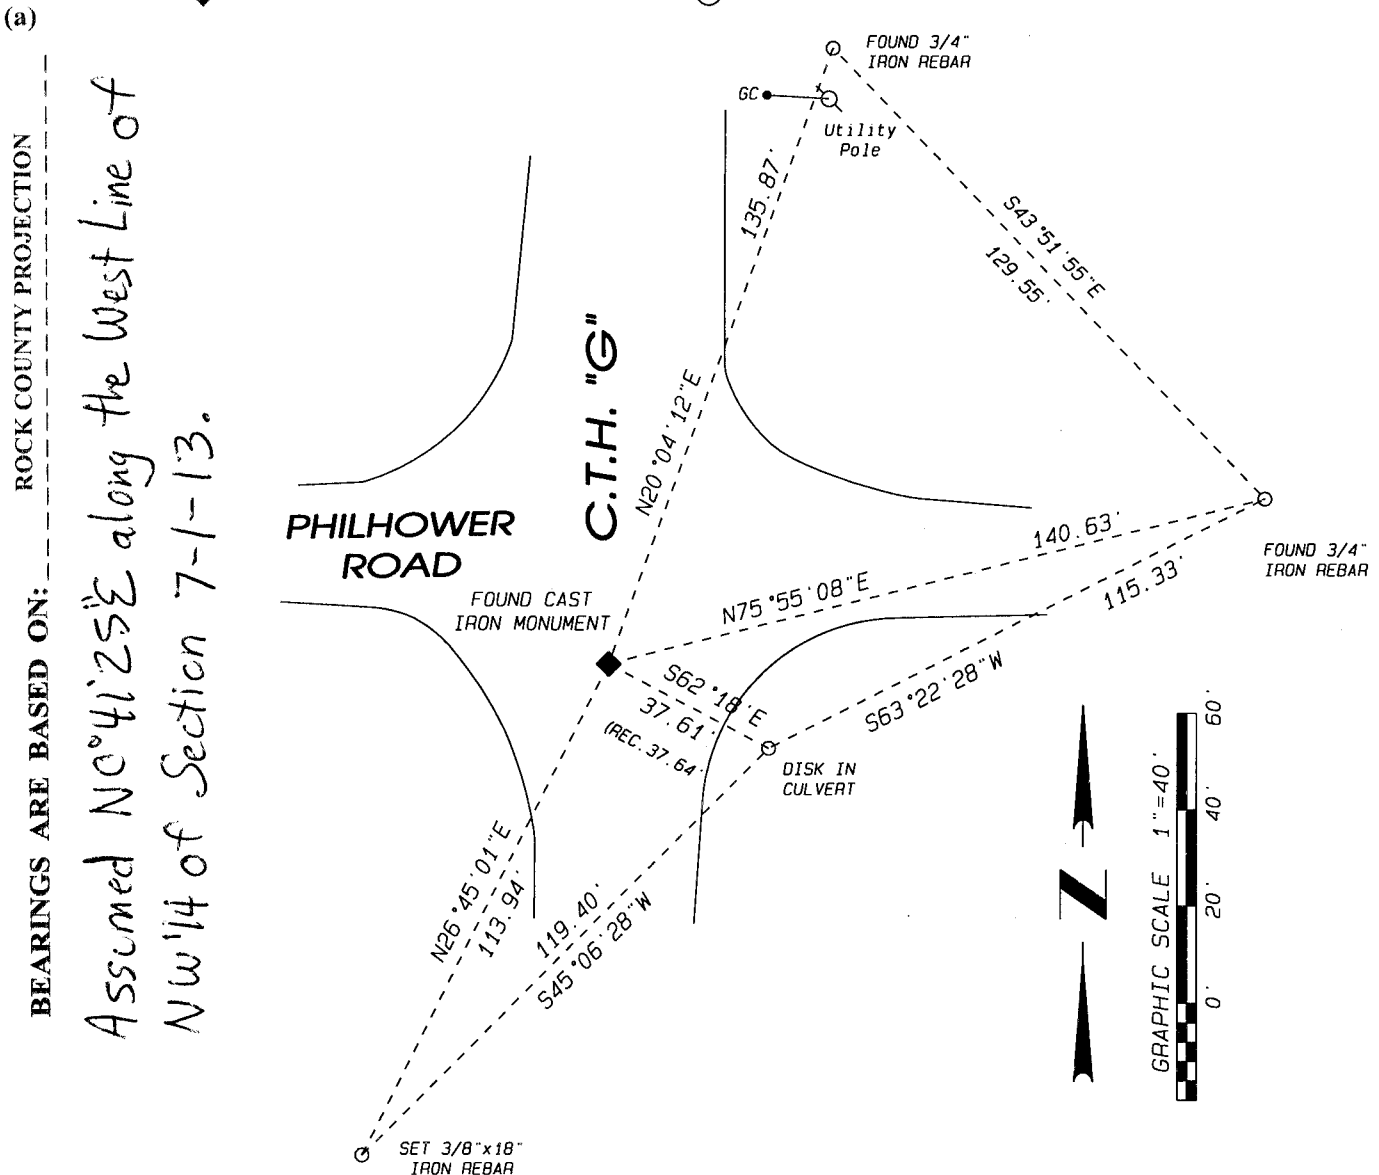 (a)
BEARINGS ARE BASED ON: ROCK COUNTY PROJECTION
Assumed N0°41'25"E along the West Line of
NW 1/4 of Section 7-1-13.
FOUND 3/4"
IRON REBAR
GC
Utility
Pole
135.87'
N20°04'12"E
S43°51'55"E
129.55'
C.T.H. "G"
PHILHOWER
ROAD
FOUND CAST
IRON MONUMENT
140.63'
N75°55'08"E
FOUND 3/4"
IRON REBAR
115.33'
S63°22'28"W
S62°18'E
37.61'
(REC.37.64'
DISK IN
CULVERT
N26°45'01"E
113.94'
119.40'
S45°06'28"W
SET 3/8"x18"
IRON REBAR
N
GRAPHIC SCALE 1"=40'
0' 20' 40' 60'